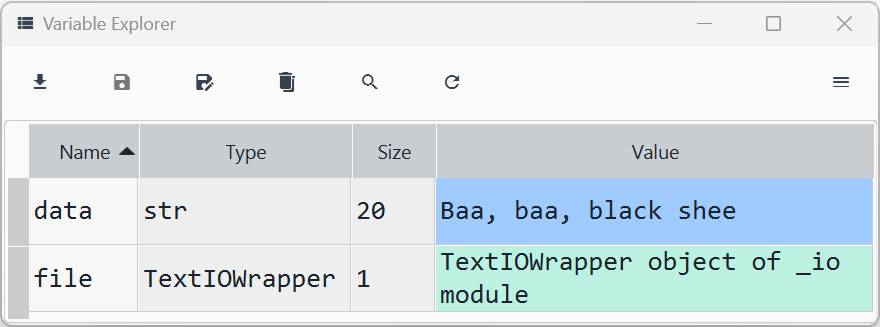 Variable Explorer
Name Type Size Value
data str 20 Baa, baa, black shee
file TextIOWrapper 1 TextIOWrapper object of _io
module